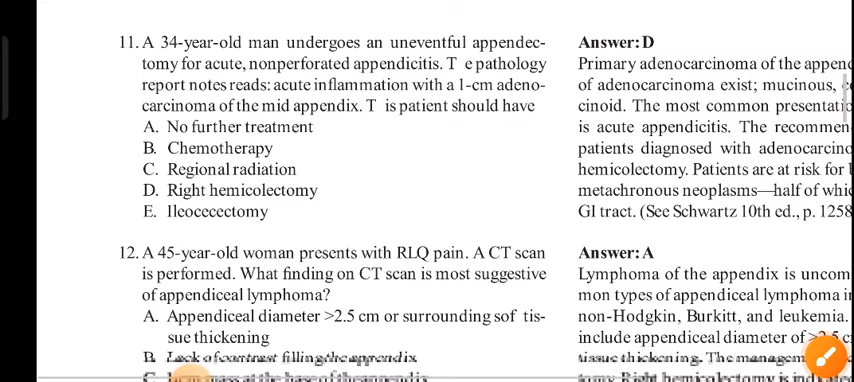 11. A 34-year-old man undergoes an uneventful appendec-
tomy for acute, nonperforated appendicitis. T e pathology
report notes reads: acute inflammation with a 1-cm adeno-
carcinoma of the mid appendix. T is patient should have
A. No further treatment
B. Chemotherapy
C. Regional radiation
D. Right hemicolectomy
E. Ileocecectomy
12. A 45-year-old woman presents with RLQ pain. A CT scan
is performed. What finding on CT scan is most suggestive
of appendiceal lymphoma?
A. Appendiceal diameter >2.5 cm or surrounding sof tis-
sue thickening
B. Lack of contrast filling the appendix
Answer: D
Primary adenocarcinoma of the append
of adenocarcinoma exist; mucinous,
cinoid. The most common presentatio
is acute appendicitis. The recommen
patients diagnosed with adenocarcino
hemicolectomy. Patients are at risk for
metachronous neoplasms—half of whic
GI tract. (See Schwartz 10th ed., p. 1258
Answer: A
Lymphoma of the appendix is uncom
mon types of appendiceal lymphoma in
non-Hodgkin, Burkitt, and leukemia.
include appendiceal diameter of
tissue thickening. The managem